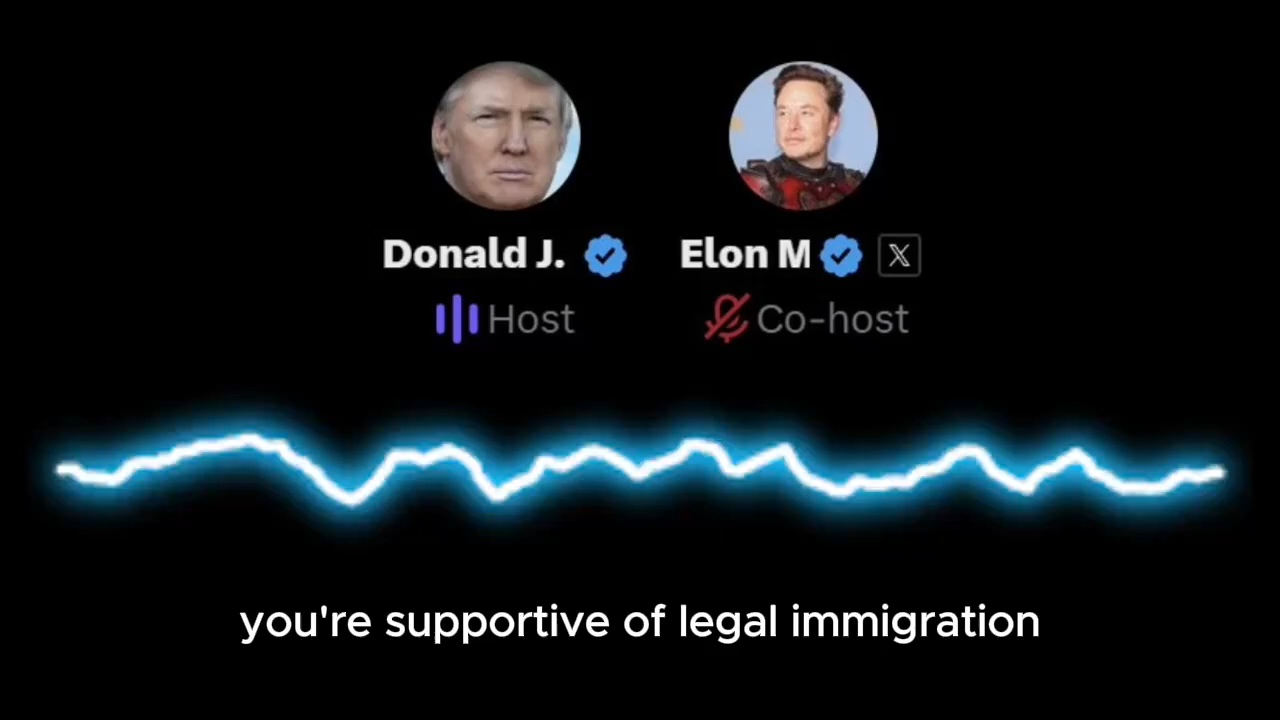 Donald J. Elon M X
Host Co-host
you're supportive of legal immigration